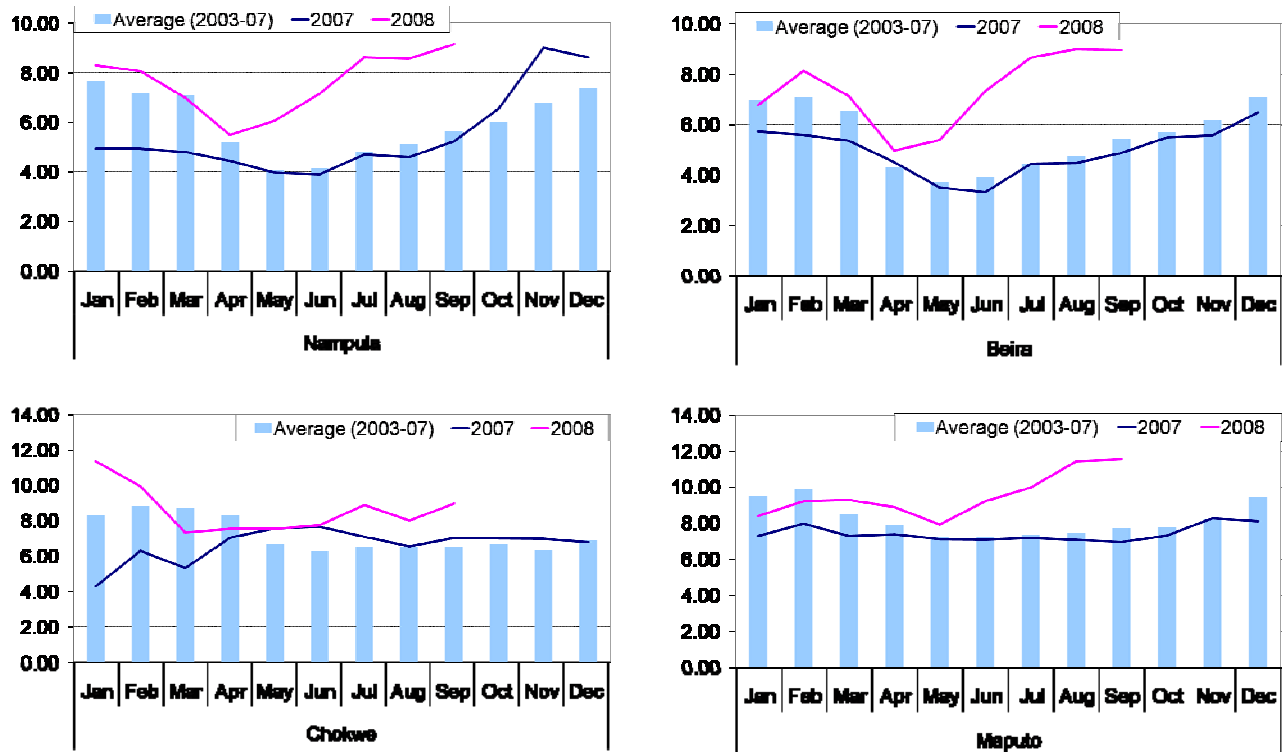 Average (2003-07) 2007 2008
10.00
8.00
6.00
4.00
2.00
0.00
Jan Feb Mar Apr May Jun Jul Aug Sep Oct Nov Dec
Nampula
Average (2003-07) 2007 2008
10.00
8.00
6.00
4.00
2.00
0.00
Jan Feb Mar Apr May Jun Jul Aug Sep Oct Nov Dec
Beira
Average (2003-07) 2007 2008
14.00
12.00
10.00
8.00
6.00
4.00
2.00
0.00
Jan Feb Mar Apr May Jun Jul Aug Sep Oct Nov Dec
Chokwe
Average (2003-07) 2007 2008
14.00
12.00
10.00
8.00
6.00
4.00
2.00
0.00
Jan Feb Mar Apr May Jun Jul Aug Sep Oct Nov Dec
Maputo